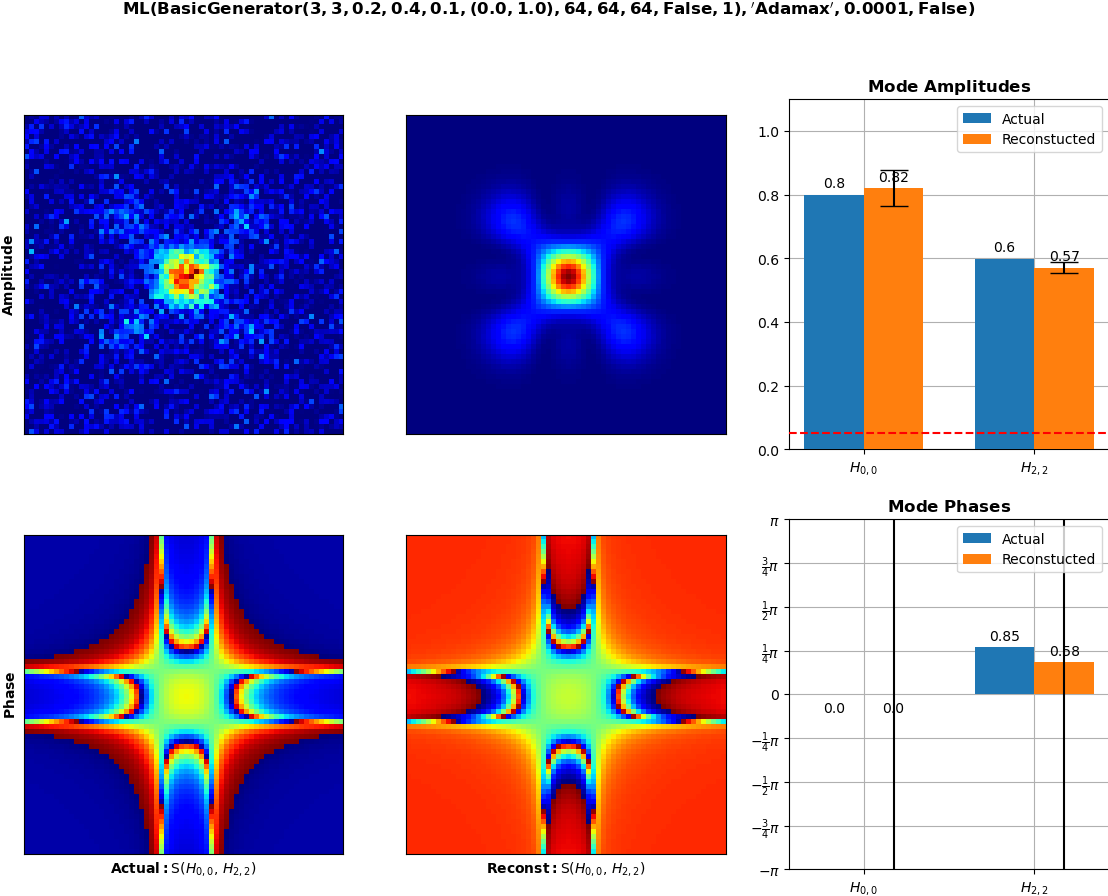 ML(BasicGenerator(3, 3, 0.2, 0.4, 0.1, (0.0, 1.0), 64, 64, 64, False, 1), 'Adamax', 0.0001, False)
Mode Amplitudes
Actual
Reconstucted
1.0
0.8
0.6
0.4
0.2
0.0
0.8
0.82
0.6
0.57
H0,0
H2,2
Amplitude
Mode Phases
Actual
Reconstucted
π
3/4π
1/2π
1/4π
0
−1/4π
−1/2π
−3/4π
−π
0.0
0.0
0.85
0.58
H0,0
H2,2
Phase
Actual: S(H0,0, H2,2)
Reconst: S(H0,0, H2,2)